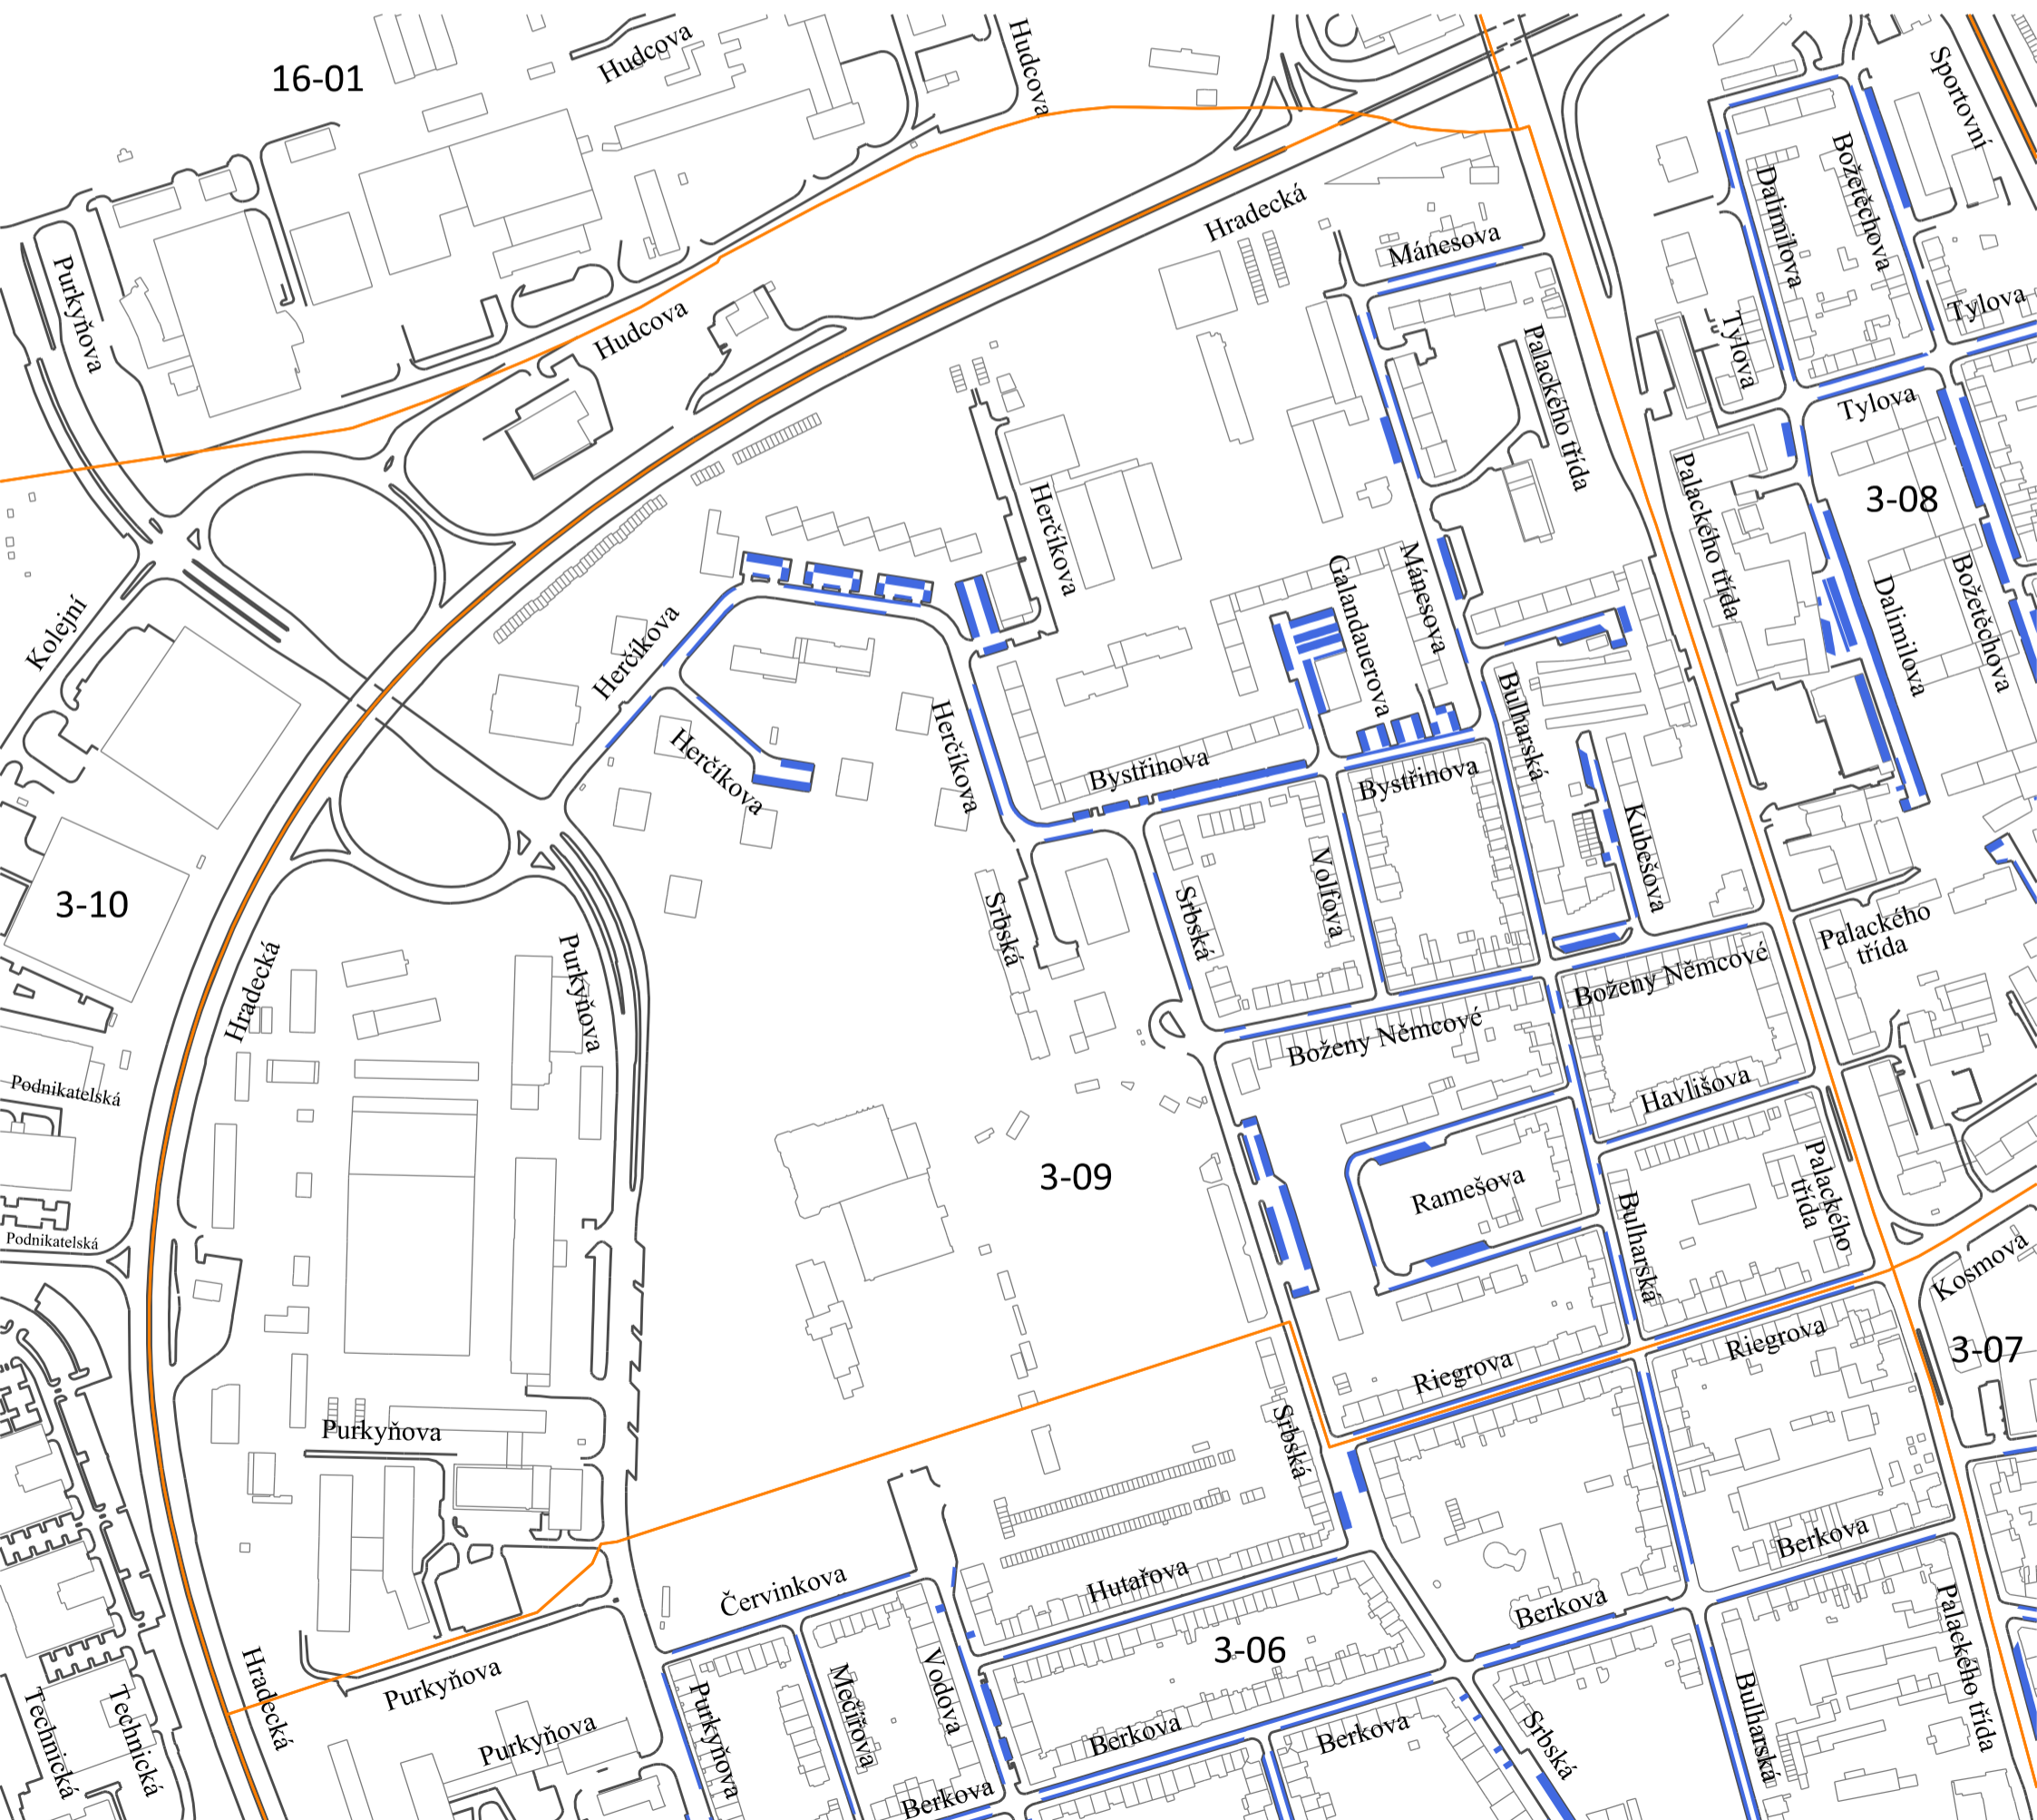 16-01
Hudcova
Hudcova
Sportovní
Purkyňova
Hradecká
Mánesova
Dalimilova
Božetěchova
Tylova
Hudcova
Tylova
Palackého třída
Tylova
3-08
Herčíkova
Palackého třída
Kolejní
Herčíkova
Galandauerova
Mánesova
Dalimilova
Božetěchova
Herčíkova
Herčíkova
Bystřinova
Bystřinova
Bulharská
Kubešova
3-10
Srbská
Srbská
Volfova
Palackého
třída
Hradecká
Purkyňova
Boženy Němcové
Boženy Němcové
Podnikatelská
Havlišova
3-09
Ramešova
Bulharská
Palackého
třída
Podnikatelská
Kosmova
Riegrova
Riegrova
3-07
Purkyňova
Srbská
Berkova
Červinkova
Hutařova
Berkova
3-06
Palackého třída
Hradecká
Purkyňova
Purkyňova
Purkyňova
Mečířova
Vodova
Berkova
Berkova
Berkova
Srbská
Bulharská
Technická
Technická